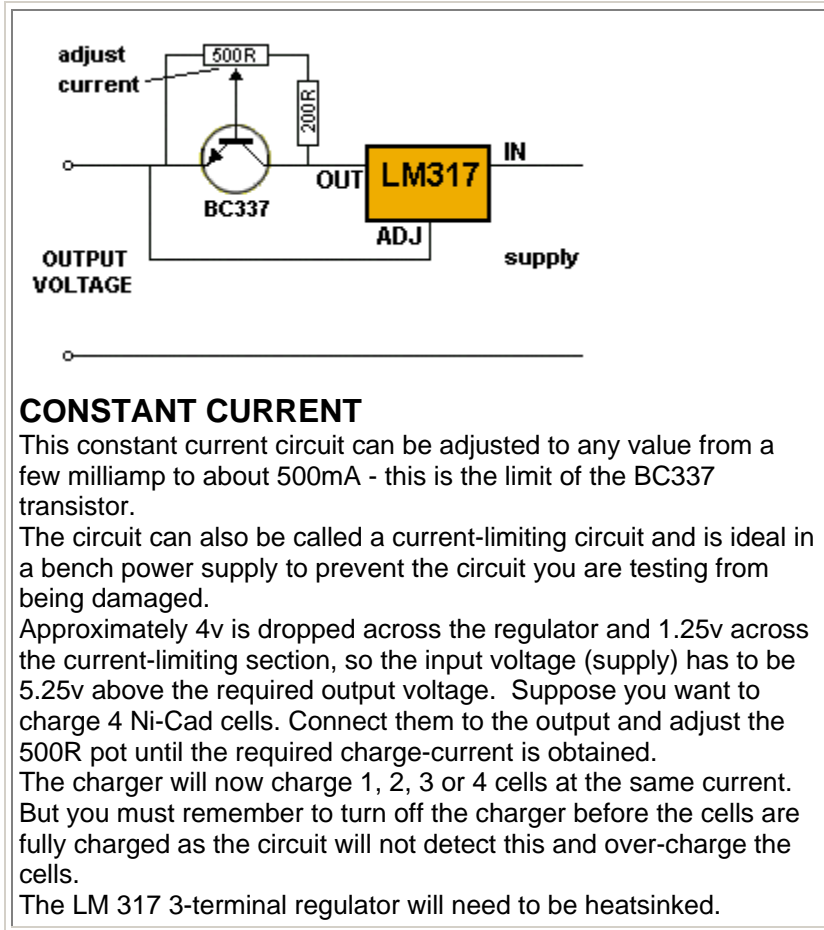 adjust
current
500R
200R
BC337
OUT
LM317
IN
ADJ
OUTPUT
VOLTAGE
supply
CONSTANT CURRENT
This constant current circuit can be adjusted to any value from a
few milliamp to about 500mA - this is the limit of the BC337
transistor.
The circuit can also be called a current-limiting circuit and is ideal in
a bench power supply to prevent the circuit you are testing from
being damaged.
Approximately 4v is dropped across the regulator and 1.25v across
the current-limiting section, so the input voltage (supply) has to be
5.25v above the required output voltage.  Suppose you want to
charge 4 Ni-Cad cells. Connect them to the output and adjust the
500R pot until the required charge-current is obtained.
The charger will now charge 1, 2, 3 or 4 cells at the same current.
But you must remember to turn off the charger before the cells are
fully charged as the circuit will not detect this and over-charge the
cells.
The LM 317 3-terminal regulator will need to be heatsinked.